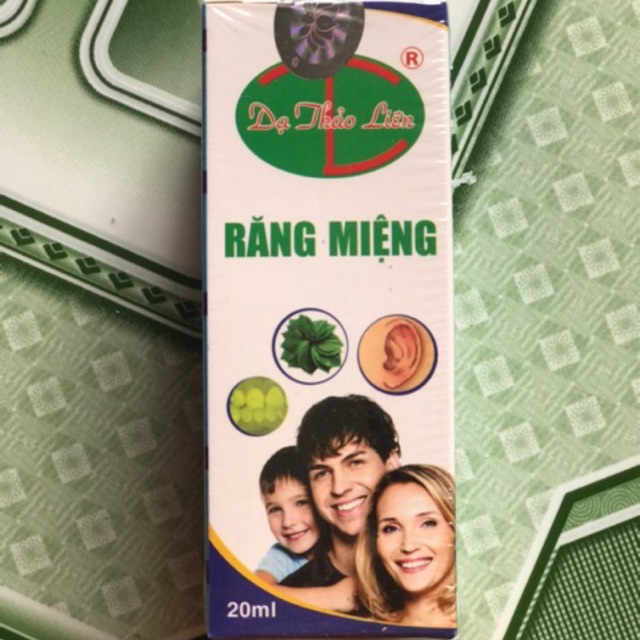 ®
Dạ Thảo Liên
RĂNG MIỆNG
20ml